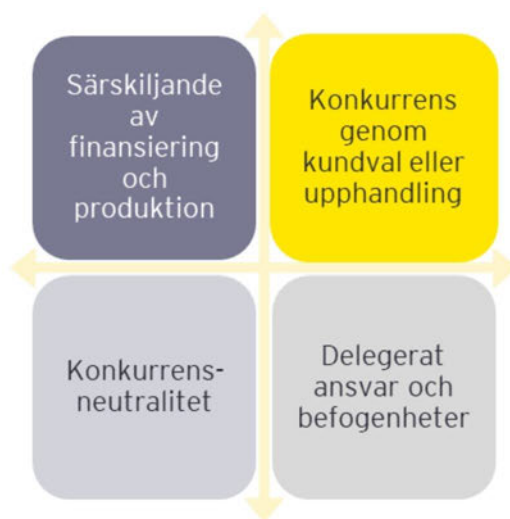 Särskiljande
av
finansiering
och
produktion
Konkurrens
genom
kundval eller
upphandling
Konkurrens-
neutralitet
Delegerat
ansvar och
befogenheter